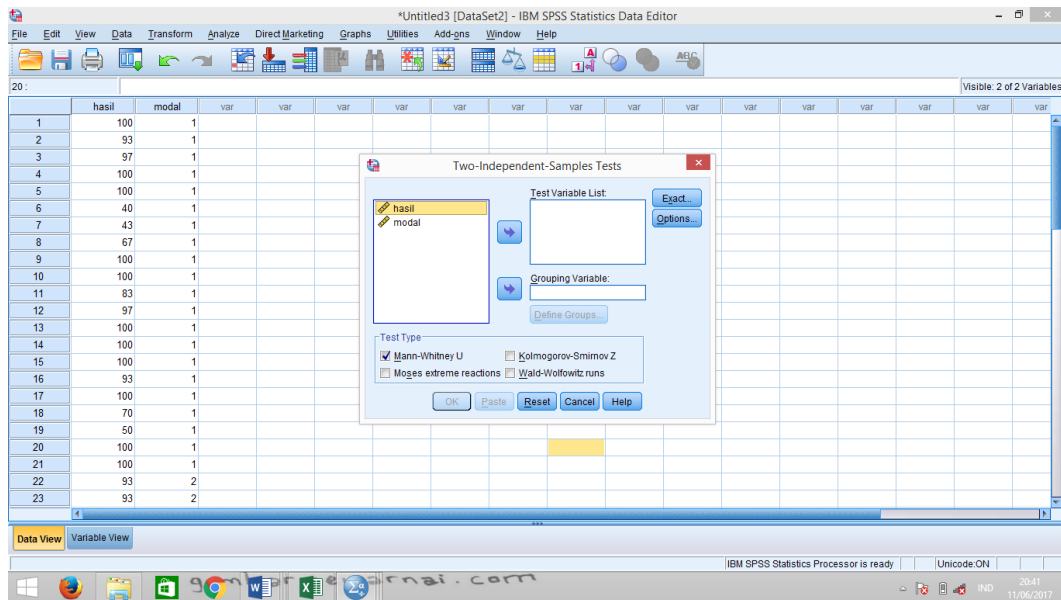 *Untitled3 [DataSet2] - IBM SPSS Statistics Data Editor
File Edit View Data Transform Analyze Direct Marketing Graphs Utilities Add-ons Window Help
20 :
Visible: 2 of 2 Variables
hasil modal var var var var var var var var var var var var var var var
1 100 1
2 93 1
3 97 1
4 100 1
5 100 1
6 40 1
7 43 1
8 67 1
9 100 1
10 100 1
11 83 1
12 97 1
13 100 1
14 100 1
15 100 1
16 93 1
17 100 1
18 70 1
19 50 1
20 100 1
21 100 1
22 93 2
23 93 2
Two-Independent-Samples Tests
hasil
modal
Test Variable List:
Exact...
Options...
Grouping Variable:
Define Groups...
Test Type
Mann-Whitney U Kolmogorov-Smirnov Z
Moses extreme reactions Wald-Wolfowitz runs
OK Paste Reset Cancel Help
Data View Variable View
IBM SPSS Statistics Processor is ready Unicode:ON
IND
20:41
11/06/2017